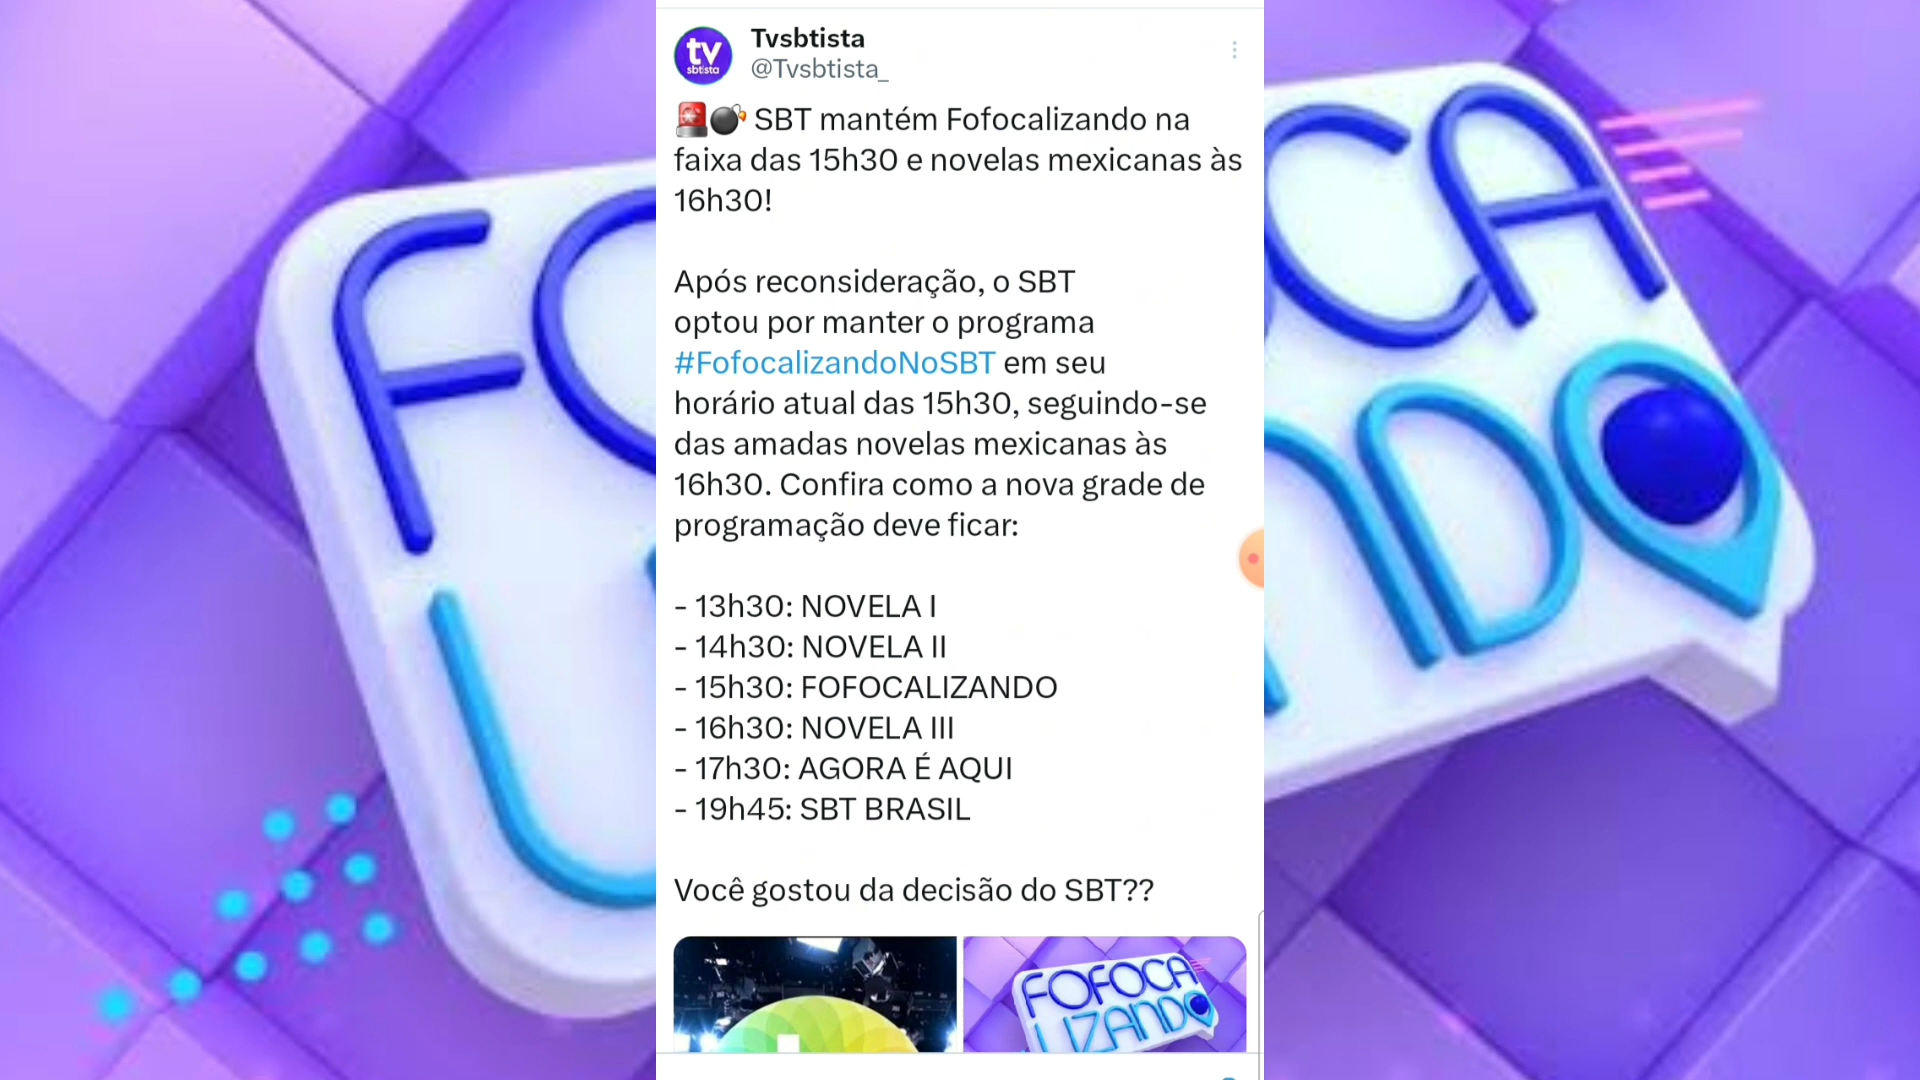 Tvsbtista
@Tvsbtista_
tv
sbtista
🚨💣 SBT mantém Fofocalizando na
faixa das 15h30 e novelas mexicanas às
16h30!
Após reconsideração, o SBT
optou por manter o programa
#FofocalizandoNoSBT em seu
horário atual das 15h30, seguindo-se
das amadas novelas mexicanas às
16h30. Confira como a nova grade de
programação deve ficar:
- 13h30: NOVELA I
- 14h30: NOVELA II
- 15h30: FOFOCALIZANDO
- 16h30: NOVELA III
- 17h30: AGORA É AQUI
- 19h45: SBT BRASIL
Você gostou da decisão do SBT??
FOFOCA
LIZANDO